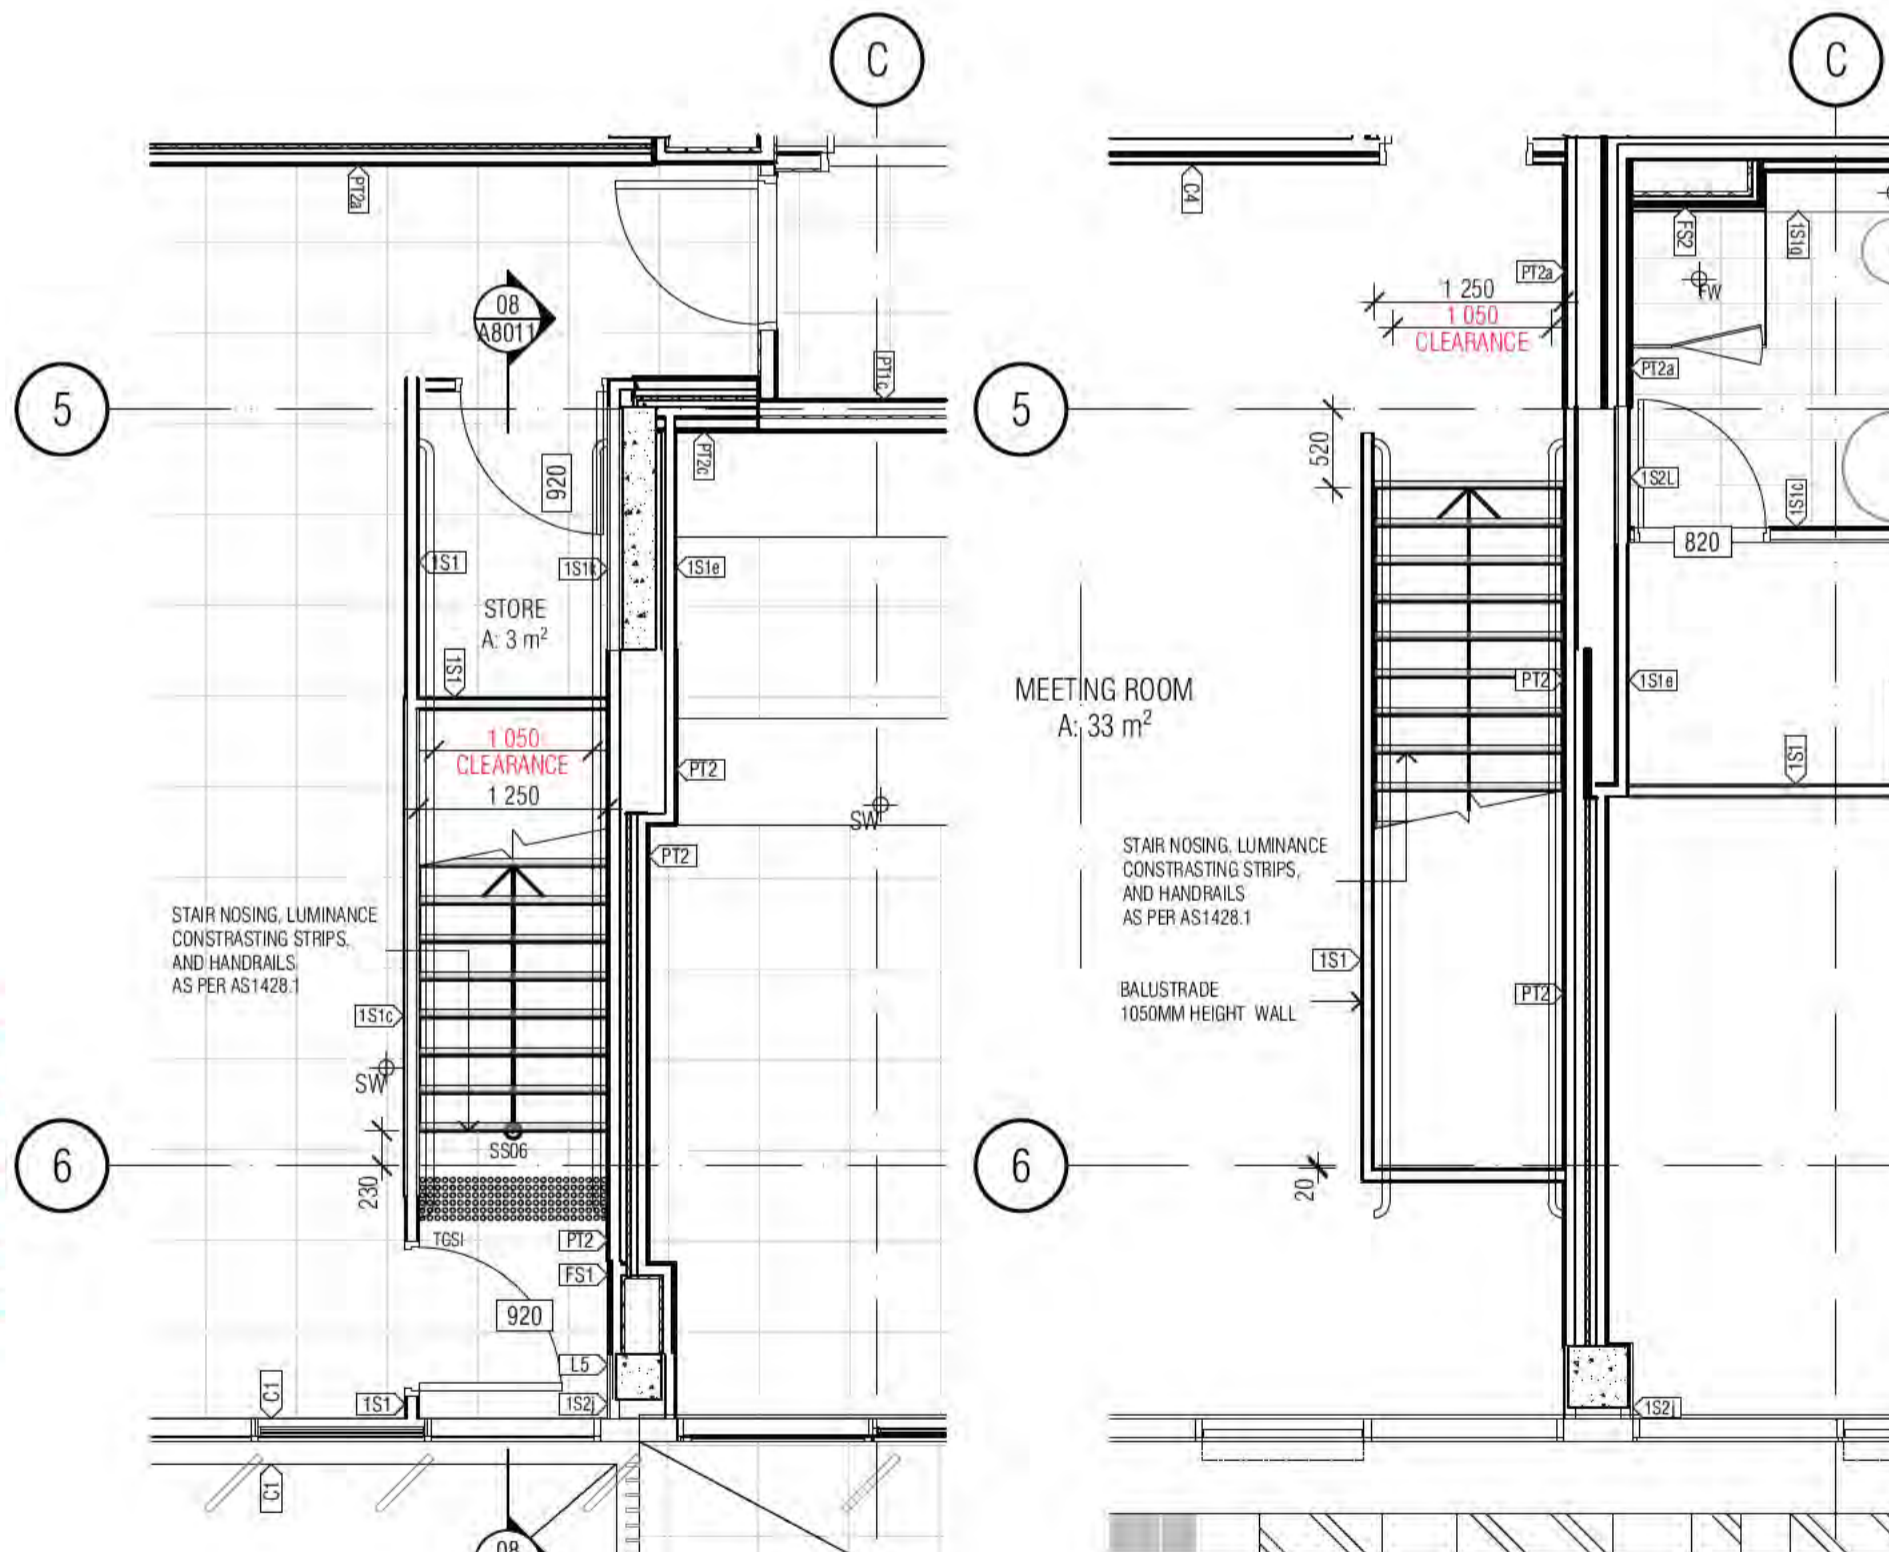 C
C
PT2a
C4
FS2
1S1g
08
A8011
PT2a
FW
1 250
1 050
CLEARANCE
PT1c
PT2a
5
5
PT2c
520
920
1S2L
1S1c
820
1S1
1S1e
STORE
A: 3 m²
1S1
MEETING ROOM
A: 33 m²
PT2
1S1e
1 050
CLEARANCE
1 250
PT2
1S1
SW
PT2
STAIR NOSING, LUMINANCE
CONSTRASTING STRIPS,
AND HANDRAILS
AS PER AS1428.1
STAIR NOSING, LUMINANCE
CONSTRASTING STRIPS,
AND HANDRAILS
AS PER AS1428.1
1S1
1S1c
BALUSTRADE
1050MM HEIGHT WALL
PT2
SW
SS06
6
6
230
20
TGSI
PT2
FS1
920
L5
C1
1S1
1S2j
1S2j
C1
08